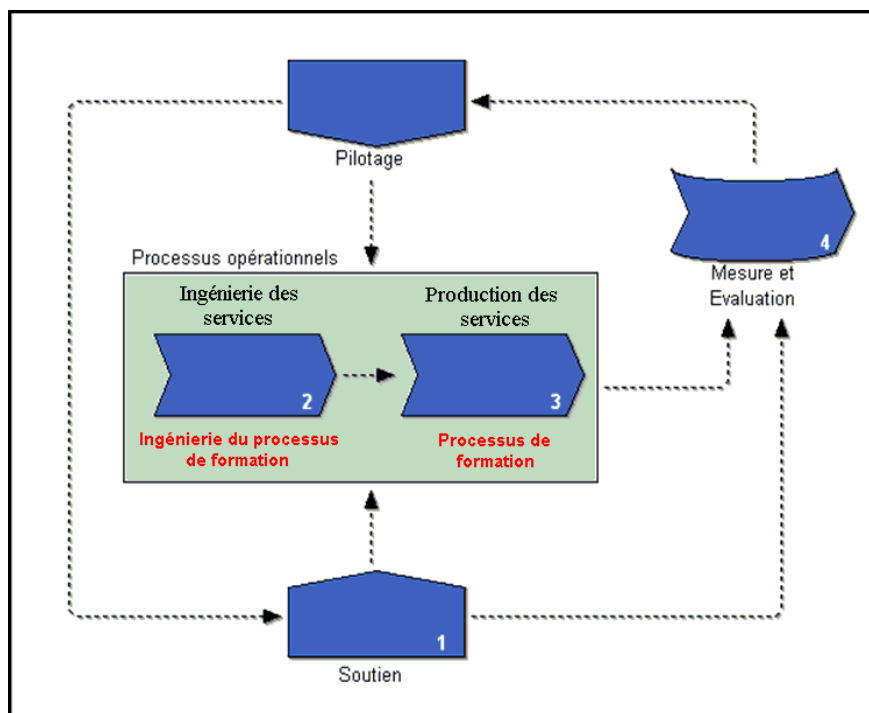 Pilotage
Processus opérationnels
Ingénierie des
services
Production des
services
2
3
Ingénierie du processus
de formation
Processus de
formation
4
Mesure et
Evaluation
1
Soutien